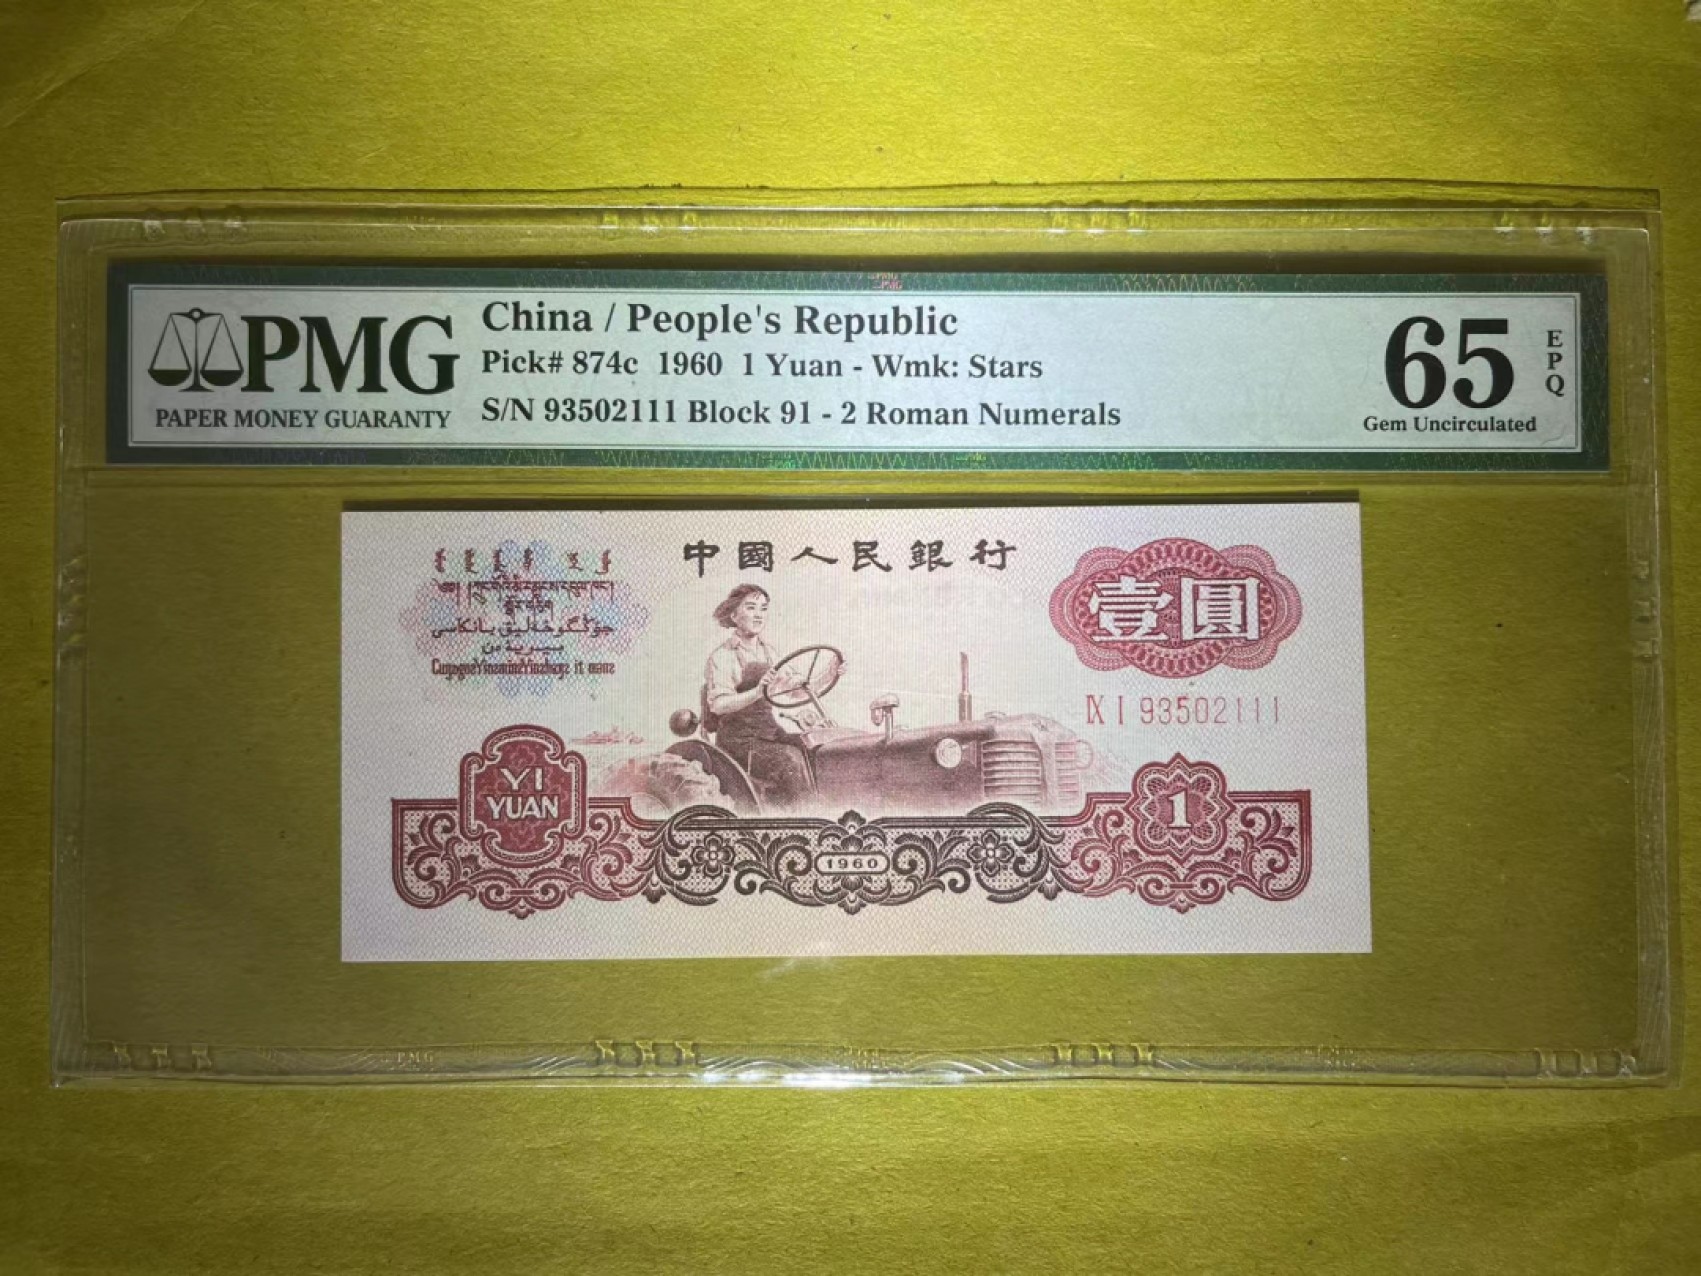 PMG
PAPER MONEY GUARANTY
China / People's Republic
Pick# 874c 1960 1 Yuan - Wmk: Stars
S/N 93502111 Block 91 - 2 Roman Numerals
65
EPQ
Gem Uncirculated
中國人民銀行
壹圓
Ⅸ Ⅰ 93502111
YI
YUAN
1960
1
PMG